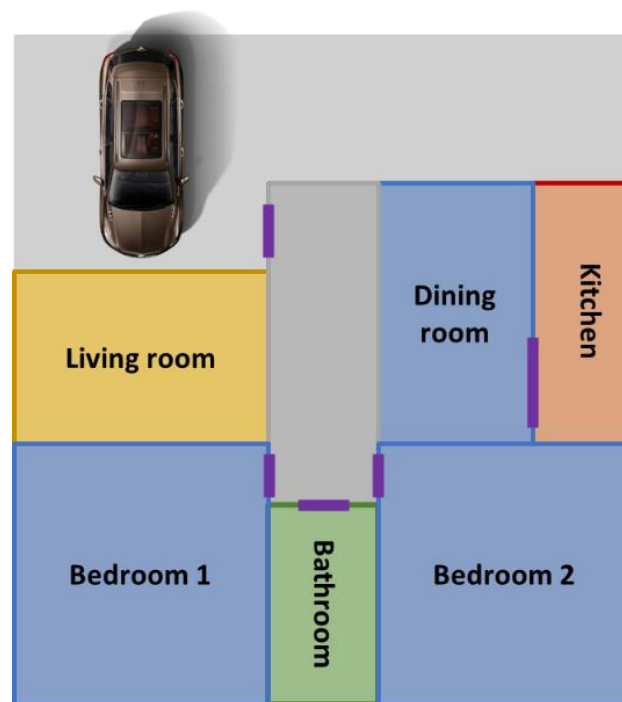 Dining
room
Kitchen
Living room
Bedroom 1
Bathroom
Bedroom 2